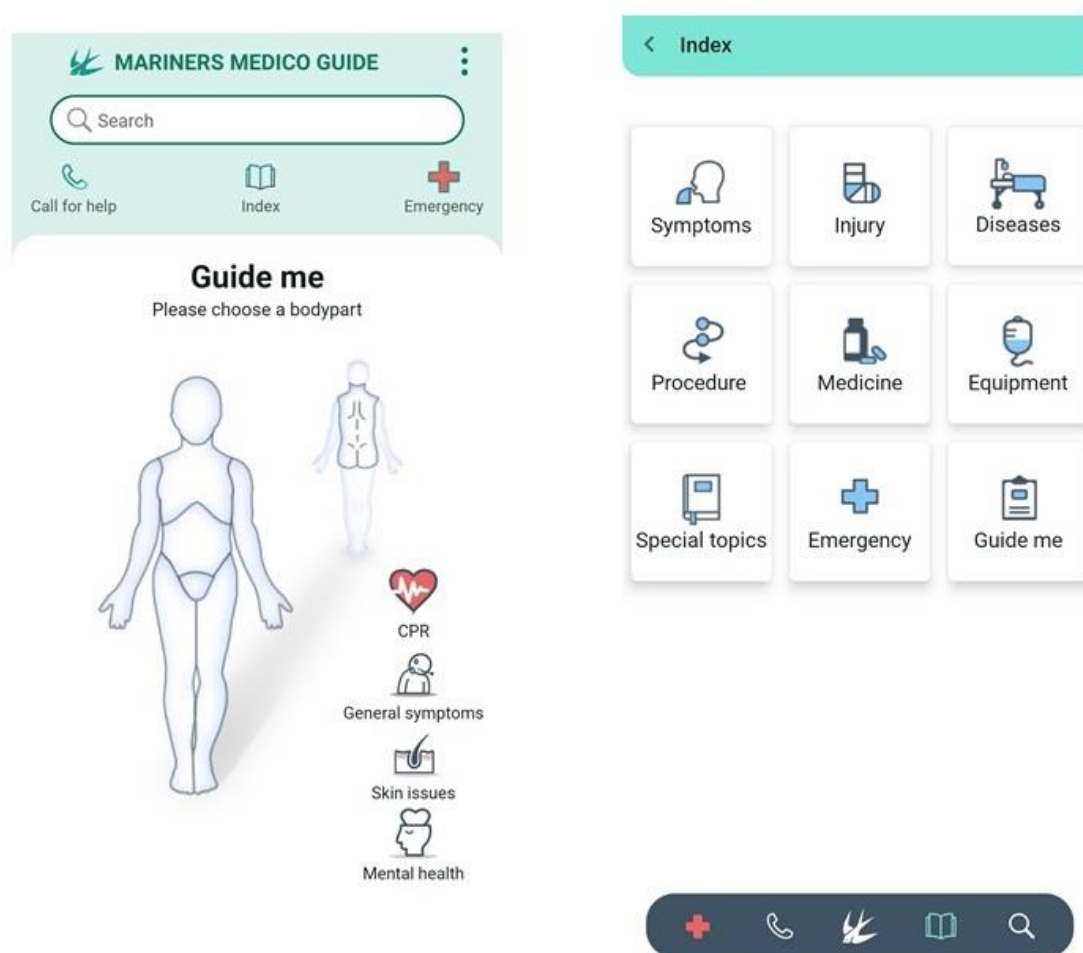 MARINERS MEDICO GUIDE
Search
Call for help
Index
Emergency
Guide me
Please choose a bodypart
CPR
General symptoms
Skin issues
Mental health
Index
Symptoms
Injury
Diseases
Procedure
Medicine
Equipment
Special topics
Emergency
Guide me